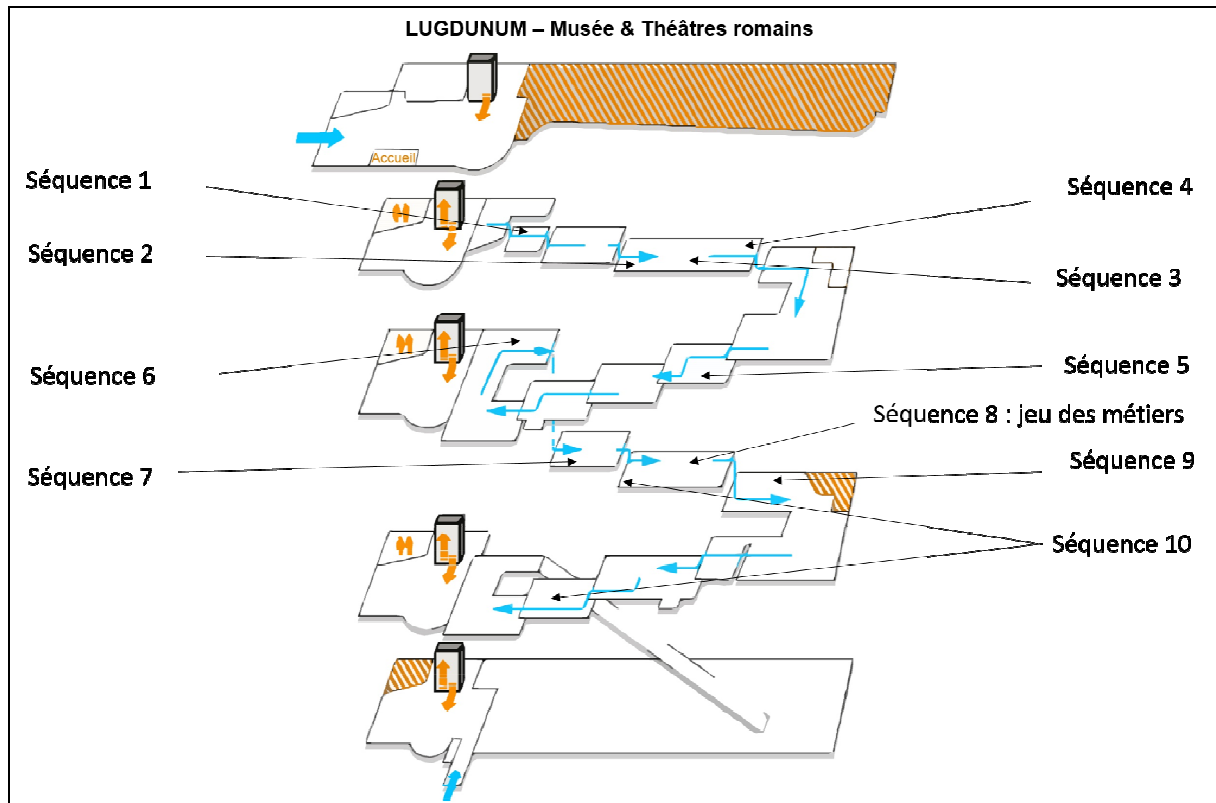 LUGDUNUM – Musée & Théâtres romains
Accueil
Séquence 1
Séquence 4
Séquence 2
Séquence 3
Séquence 5
Séquence 6
Séquence 8 : jeu des métiers
Séquence 9
Séquence 7
Séquence 10